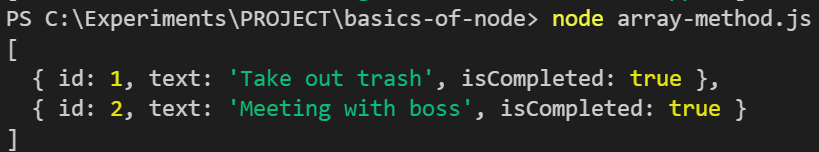 PS C:\Experiments\PROJECT\basics-of-node> node array-method.js
[
  { id: 1, text: 'Take out trash', isCompleted: true },
  { id: 2, text: 'Meeting with boss', isCompleted: true }
]